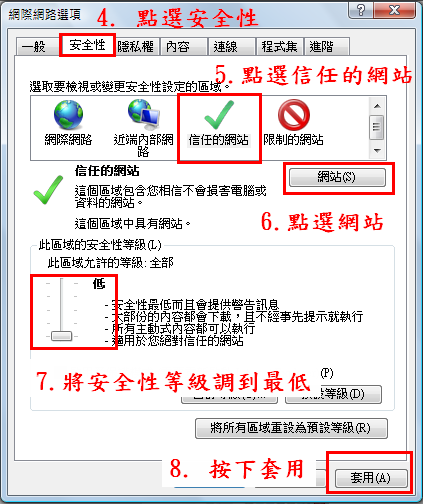 網際網路選項
4. 點選安全性
一般 安全性 隱私權 內容 連線 程式集 進階
5.點選信任的網站
選取要檢視或變更安全性設定的區域。
網際網路 近端內部網路 信任的網站 限制的網站
信任的網站
網站(S)
這個區域包含您相信不會損害電腦或
資料的網站。
6.點選網站
這個區域中具有網站。
此區域的安全性等級(L)
此區域允許的等級: 全部
低
- 安全性最低而且會提供警告訊息
- 大部份的內容都會下載，且不經事先提示就執行
- 所有主動式內容都可以執行
- 適用於您絕對信任的網站
7.將安全性等級調到最低
(P)
預設等級(D)
將所有區域重設為預設等級(R)
8. 按下套用
套用(A)